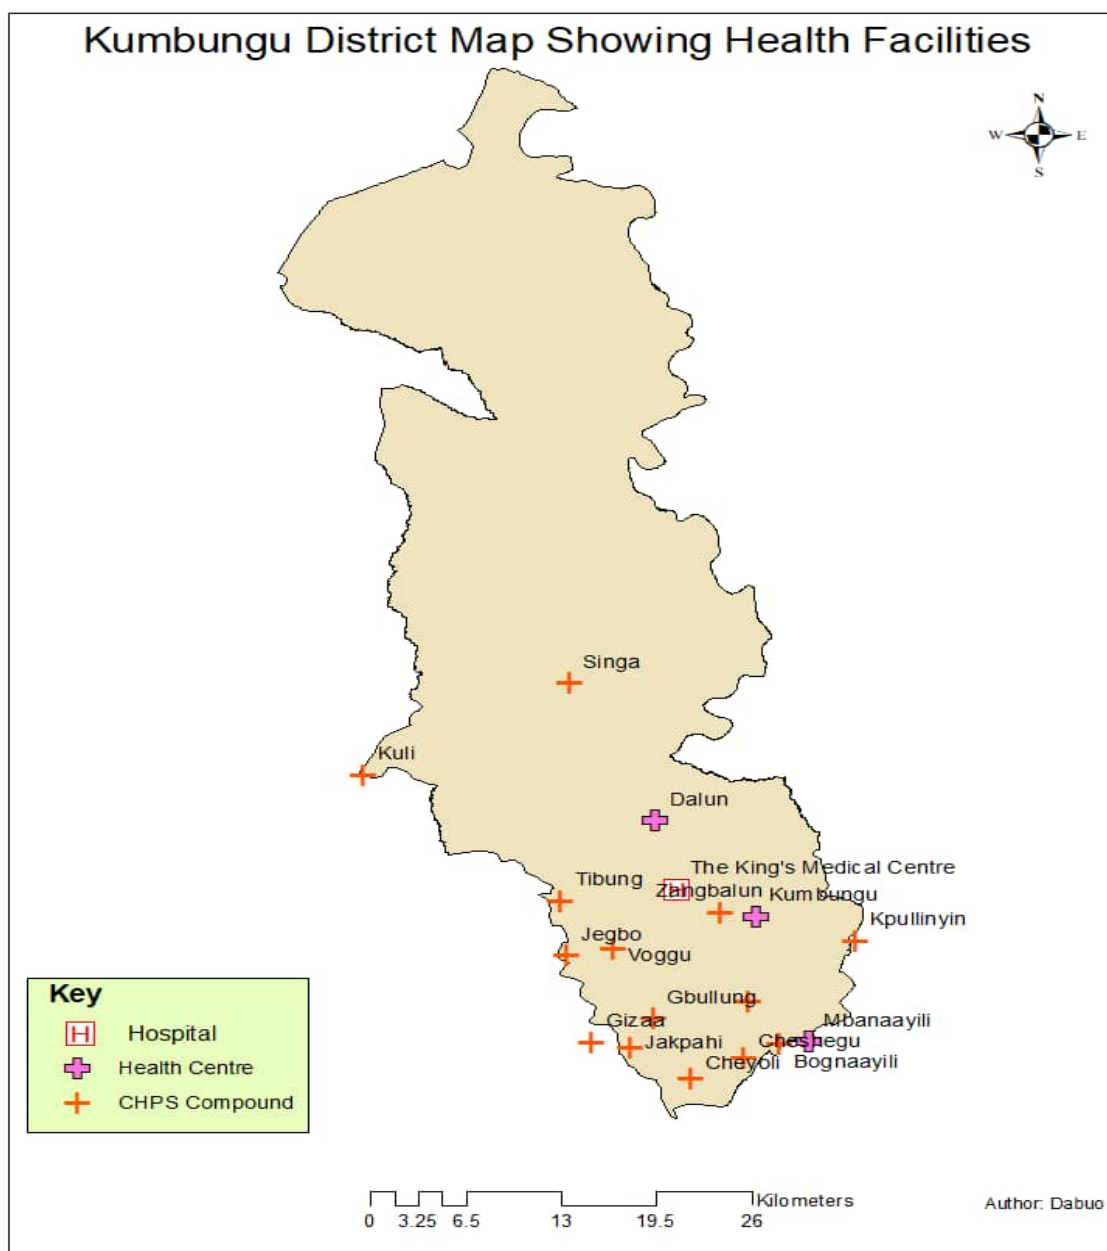 Kumbungu District Map Showing Health Facilities
N
W E
S
Singa
Kuli
Dalun
The King's Medical Centre
Tibung
Zangbalun
Kumbungu
Kpullinyin
Jegbo
Voggu
Gbullung
Gizaa
Mbanaayili
Jakpahi
Cheshegu
Cheyoli
Bognaayili
Key
H Hospital
Health Centre
CHPS Compound
H
Kilometers
0 3.25 6.5 13 19.5 26
Author: Dabuo